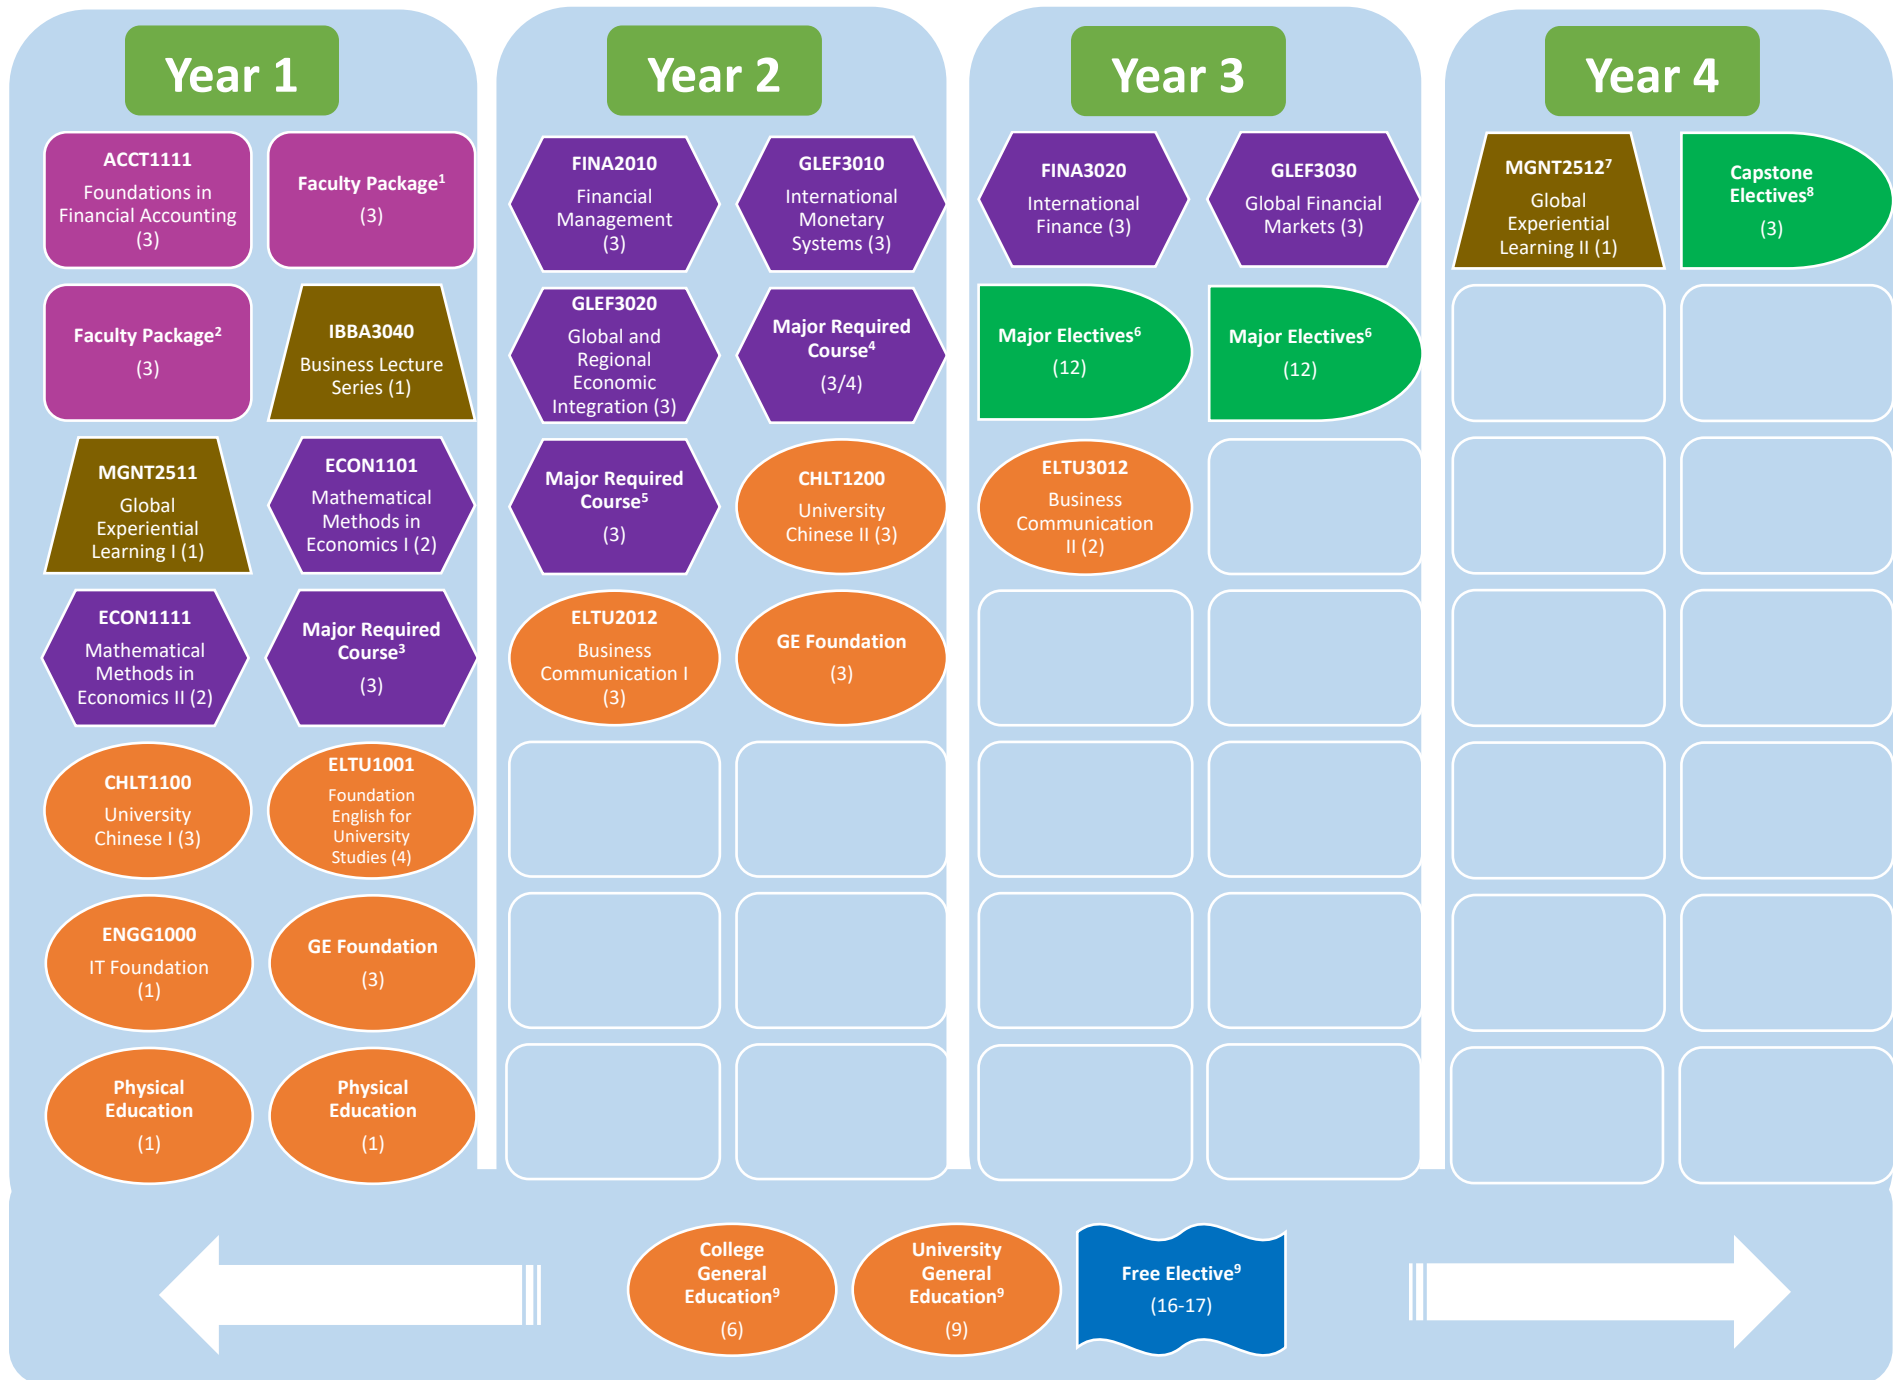 Year 1
ACCT1111
Foundations in
Financial Accounting
(3)
Faculty Package¹
(3)
Faculty Package²
(3)
IBBA3040
Business Lecture
Series (1)
MGNT2511
Global
Experiential
Learning I (1)
ECON1101
Mathematical
Methods in
Economics I (2)
ECON1111
Mathematical
Methods in
Economics II (2)
Major Required
Course³
(3)
CHLT1100
University
Chinese I (3)
ELTU1001
Foundation
English for
University
Studies (4)
ENGG1000
IT Foundation
(1)
GE Foundation
(3)
Physical
Education
(1)
Physical
Education
(1)
Year 2
FINA2010
Financial
Management
(3)
GLEF3010
International
Monetary
Systems (3)
GLEF3020
Global and
Regional
Economic
Integration (3)
Major Required
Course⁴
(3/4)
Major Required
Course⁵
(3)
CHLT1200
University
Chinese II (3)
ELTU2012
Business
Communication I
(3)
GE Foundation
(3)
Year 3
FINA3020
International
Finance (3)
GLEF3030
Global Financial
Markets (3)
Major Electives⁶
(12)
Major Electives⁶
(12)
ELTU3012
Business
Communication
II (2)
Year 4
MGNT2512⁷
Global
Experiential
Learning II (1)
Capstone
Electives⁸
(3)
College
General
Education⁹
(6)
University
General
Education⁹
(9)
Free Elective⁹
(16-17)